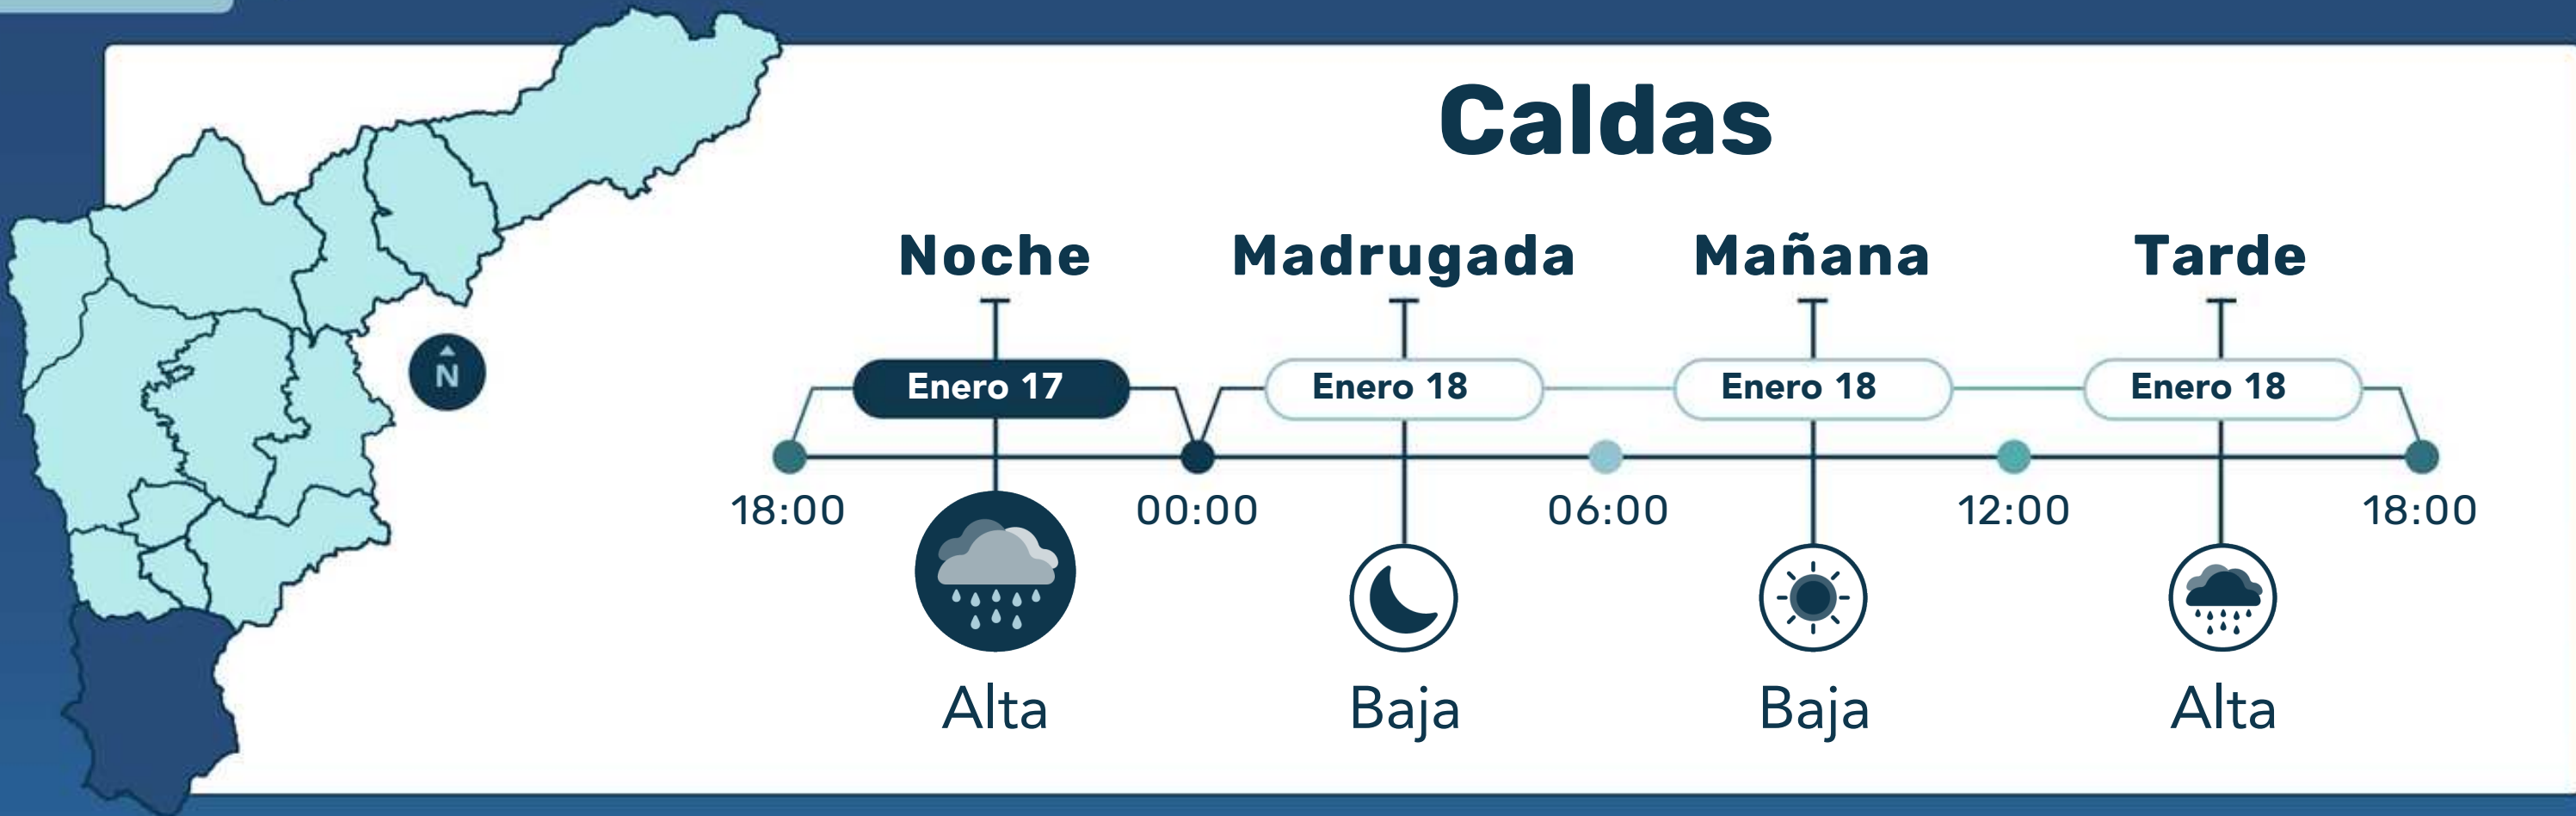 Caldas
Noche Madrugada Mañana Tarde
Enero 17 Enero 18 Enero 18 Enero 18
N
18:00 00:00 06:00 12:00 18:00
Alta Baja Baja Alta